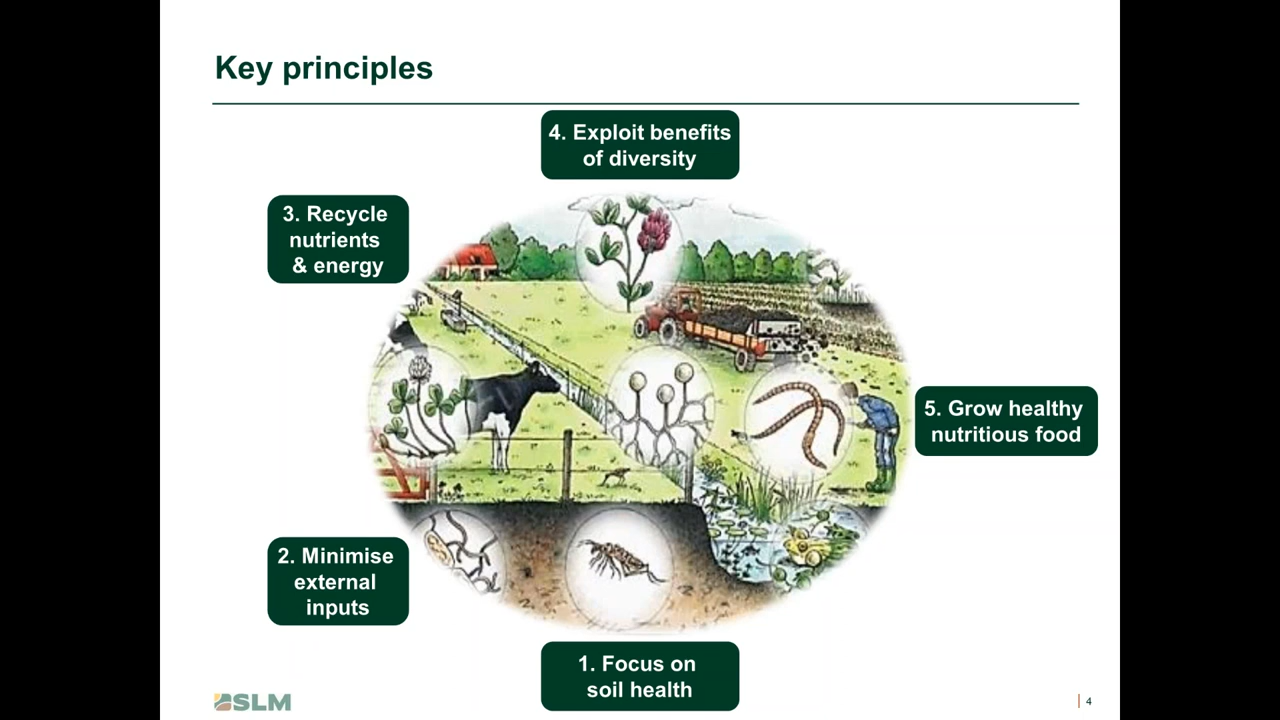 Key principles
4. Exploit benefits
of diversity
3. Recycle
nutrients
& energy
5. Grow healthy
nutritious food
2. Minimise
external
inputs
1. Focus on
soil health
SLM
4